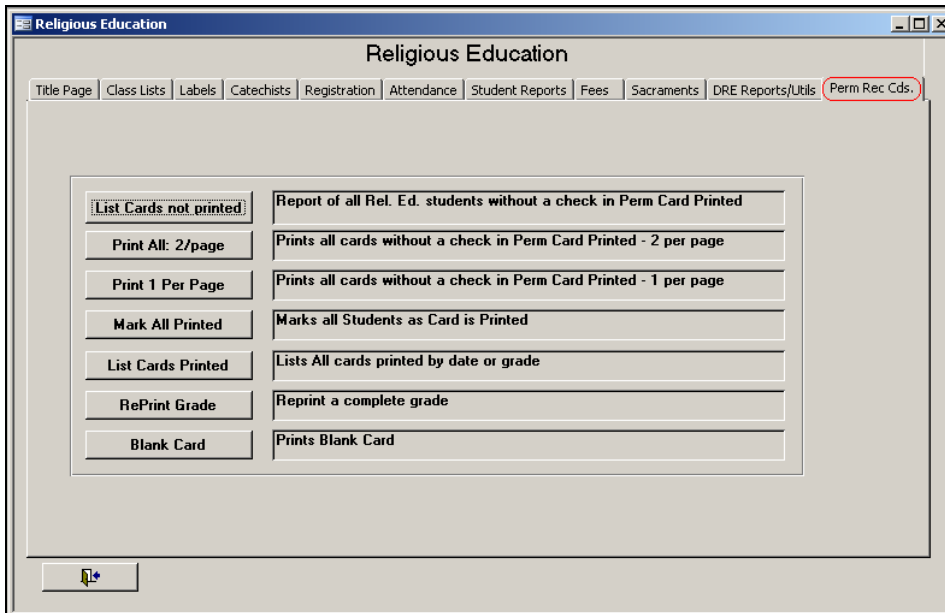 Religious Education
Religious Education
Title Page Class Lists Labels Catechists Registration Attendance Student Reports Fees Sacraments DRE Reports/Utils Perm Rec Cds.
List Cards not printed Report of all Rel. Ed. students without a check in Perm Card Printed
Print All: 2/page Prints all cards without a check in Perm Card Printed - 2 per page
Print 1 Per Page Prints all cards without a check in Perm Card Printed - 1 per page
Mark All Printed Marks all Students as Card is Printed
List Cards Printed Lists All cards printed by date or grade
RePrint Grade Reprint a complete grade
Blank Card Prints Blank Card